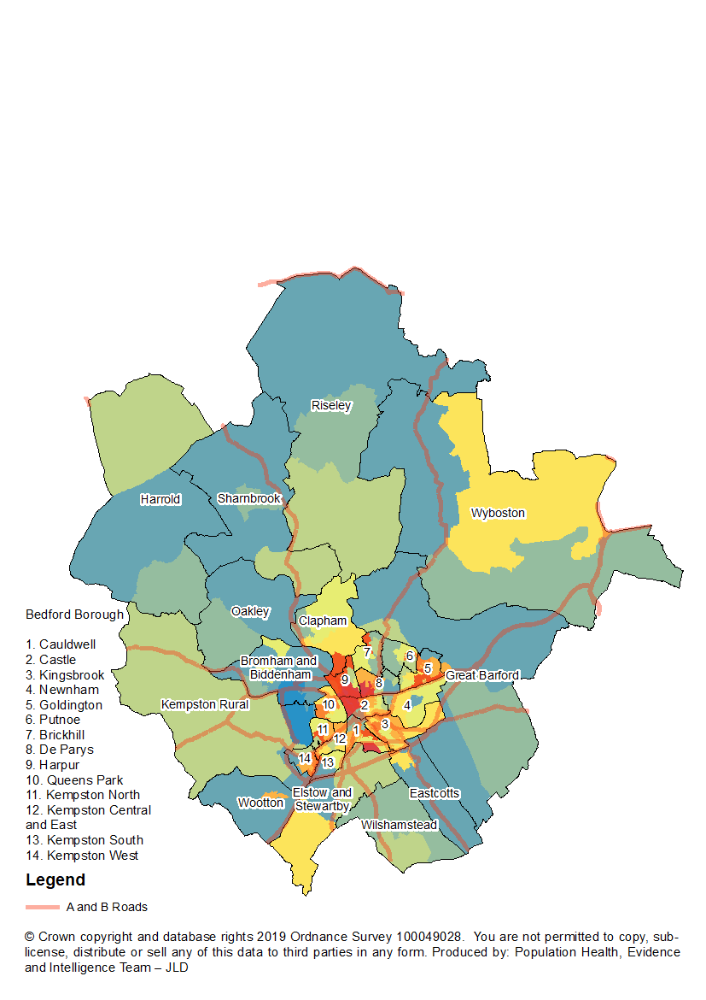 Riseley
Harrold
Sharnbrook
Wyboston
Oakley
Clapham
Bromham and
Biddenham
Great Barford
Kempston Rural
Wootton
Elstow and
Stewartby
Eastcotts
Wilshamstead
7
6
5
9
8
10
2
4
11
1
3
12
14
13
Bedford Borough
1. Cauldwell
2. Castle
3. Kingsbrook
4. Newnham
5. Goldington
6. Putnoe
7. Brickhill
8. De Parys
9. Harpur
10. Queens Park
11. Kempston North
12. Kempston Central
and East
13. Kempston South
14. Kempston West
Legend
A and B Roads
© Crown copyright and database rights 2019 Ordnance Survey 100049028.  You are not permitted to copy, sub-
license, distribute or sell any of this data to third parties in any form. Produced by: Population Health, Evidence
and Intelligence Team – JLD